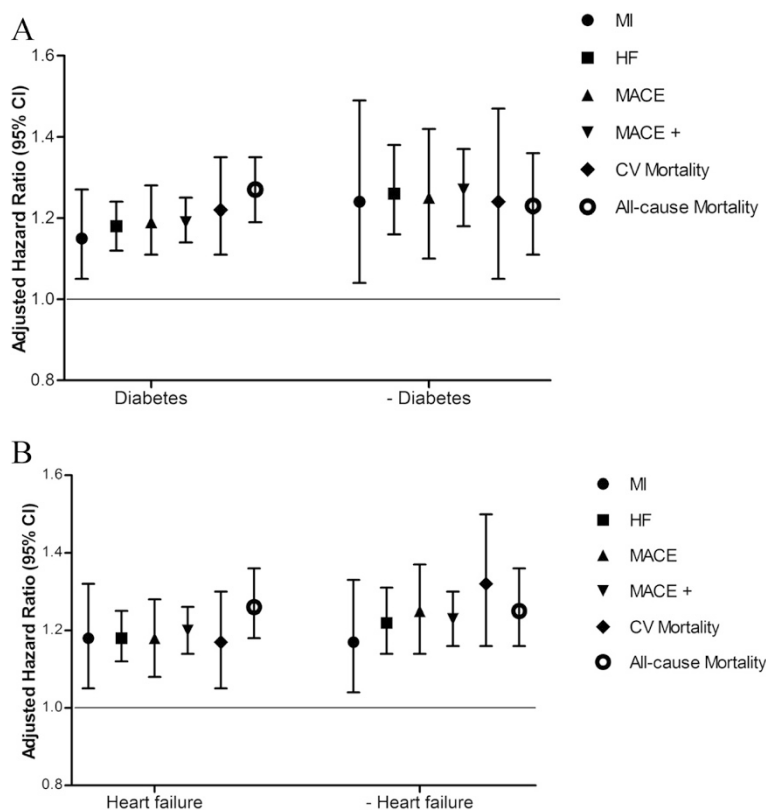 A
Adjusted Hazard Ratio (95% CI)
1.6
1.4
1.2
1.0
0.8
Diabetes
- Diabetes
MI
HF
MACE
MACE +
CV Mortality
All-cause Mortality
B
Adjusted Hazard Ratio (95% CI)
1.6
1.4
1.2
1.0
0.8
Heart failure
- Heart failure
MI
HF
MACE
MACE +
CV Mortality
All-cause Mortality